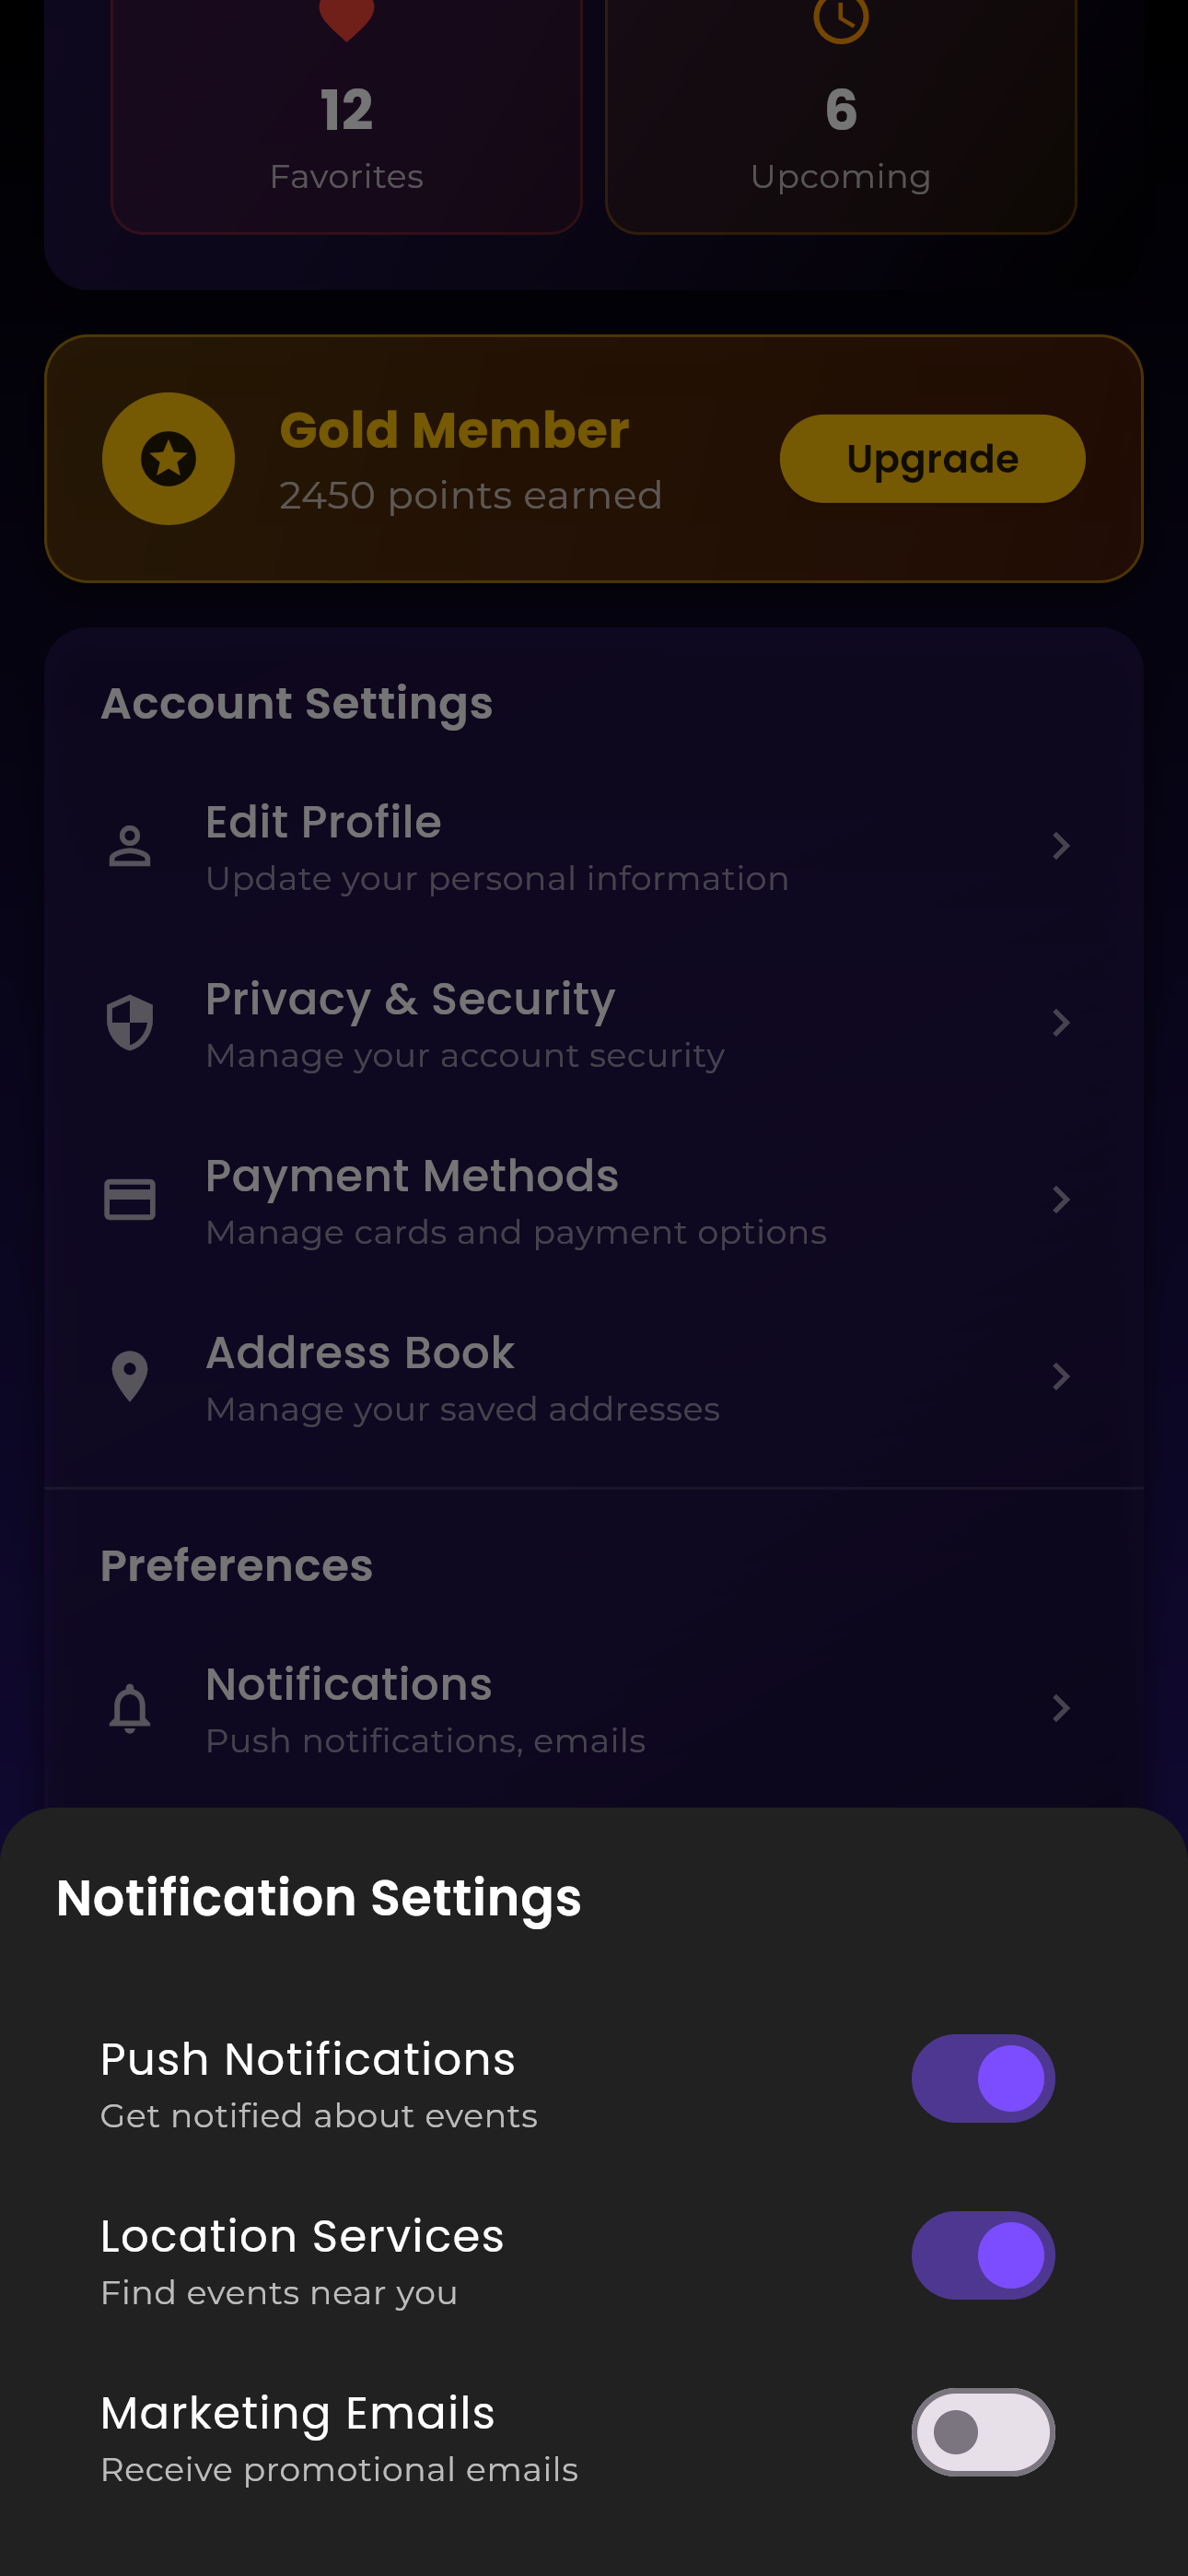 12
Favorites
6
Upcoming
Gold Member
2450 points earned
Upgrade
Account Settings
Edit Profile
Update your personal information
Privacy & Security
Manage your account security
Payment Methods
Manage cards and payment options
Address Book
Manage your saved addresses
Preferences
Notifications
Push notifications, emails
Notification Settings
Push Notifications
Get notified about events
Location Services
Find events near you
Marketing Emails
Receive promotional emails